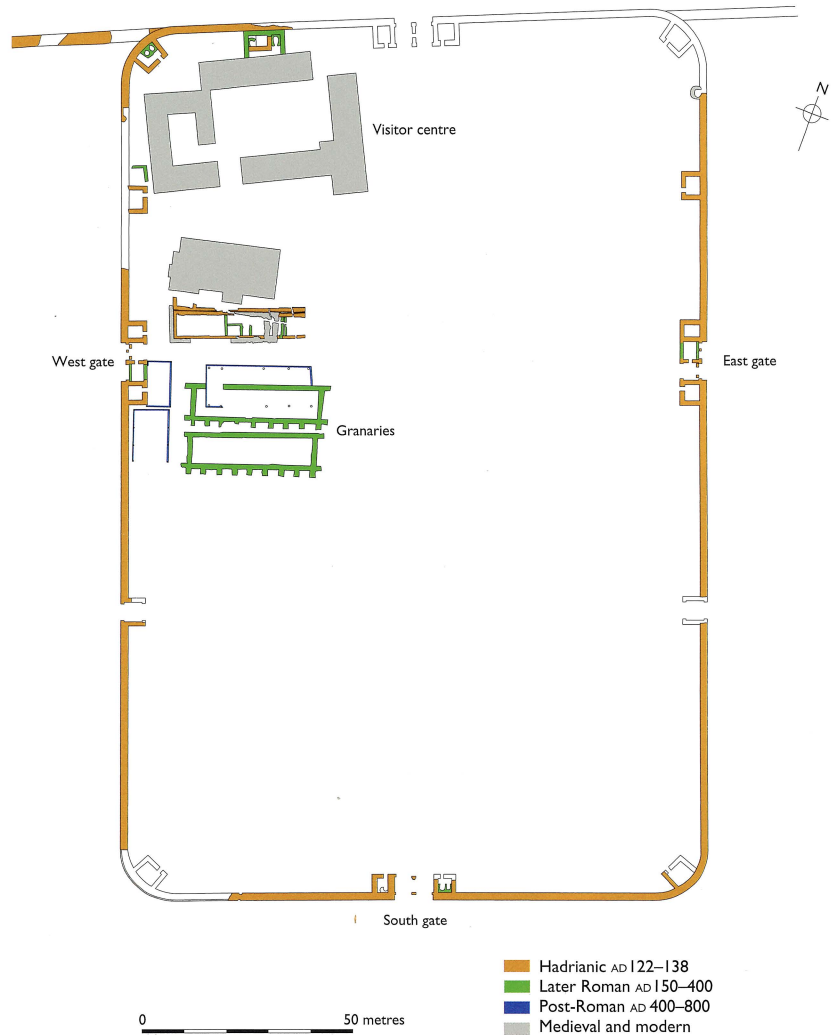 N
Visitor centre
West gate
East gate
Granaries
South gate
Hadrianic AD 122–138
Later Roman AD 150–400
Post-Roman AD 400–800
Medieval and modern
0 50 metres